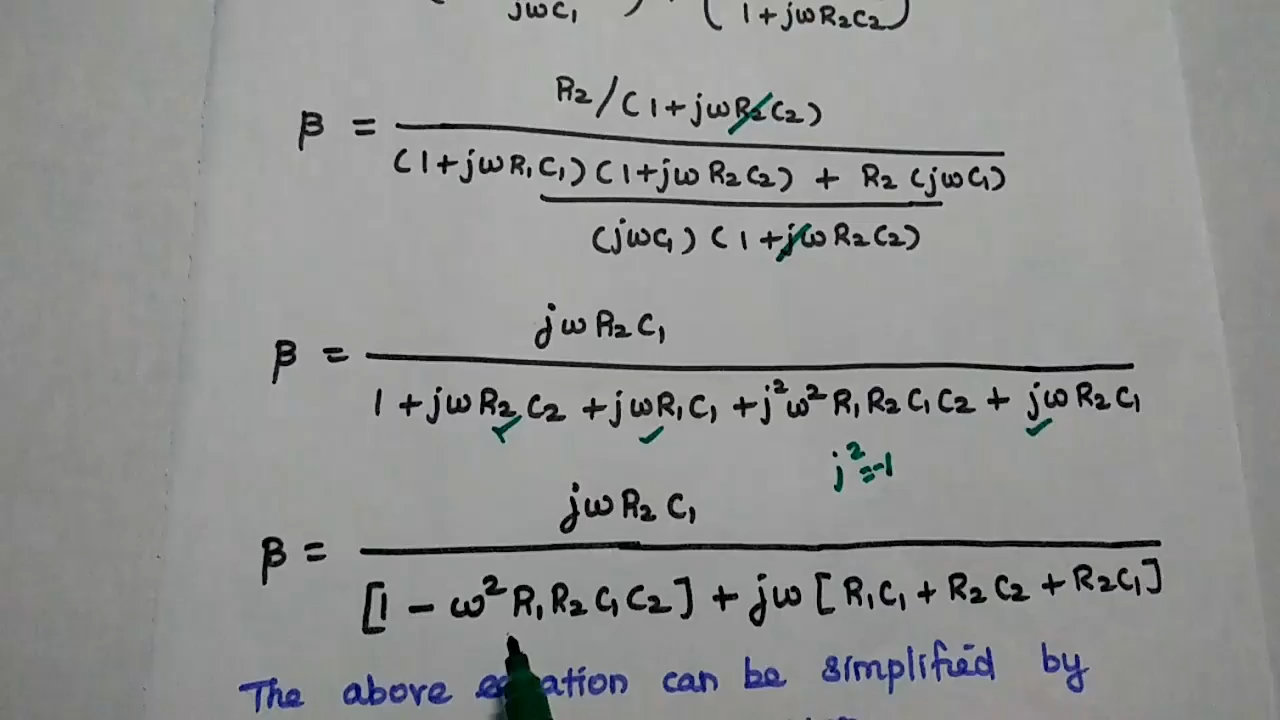 jωC₁ 1+jωR₂C₂
R₂/(1+jωR₂C₂)
β =
(1+jωR₁C₁)(1+jωR₂C₂) + R₂(jωC₁)
(jωC₁)(1+jωR₂C₂)
jωR₂C₁
β =
1+jωR₂C₂+jωR₁C₁+j²ω²R₁R₂C₁C₂+jωR₂C₁
j²=-1
jωR₂C₁
β =
[1-ω²R₁R₂C₁C₂]+jω[R₁C₁+R₂C₂+R₂C₁]
The above equation can be simplified by